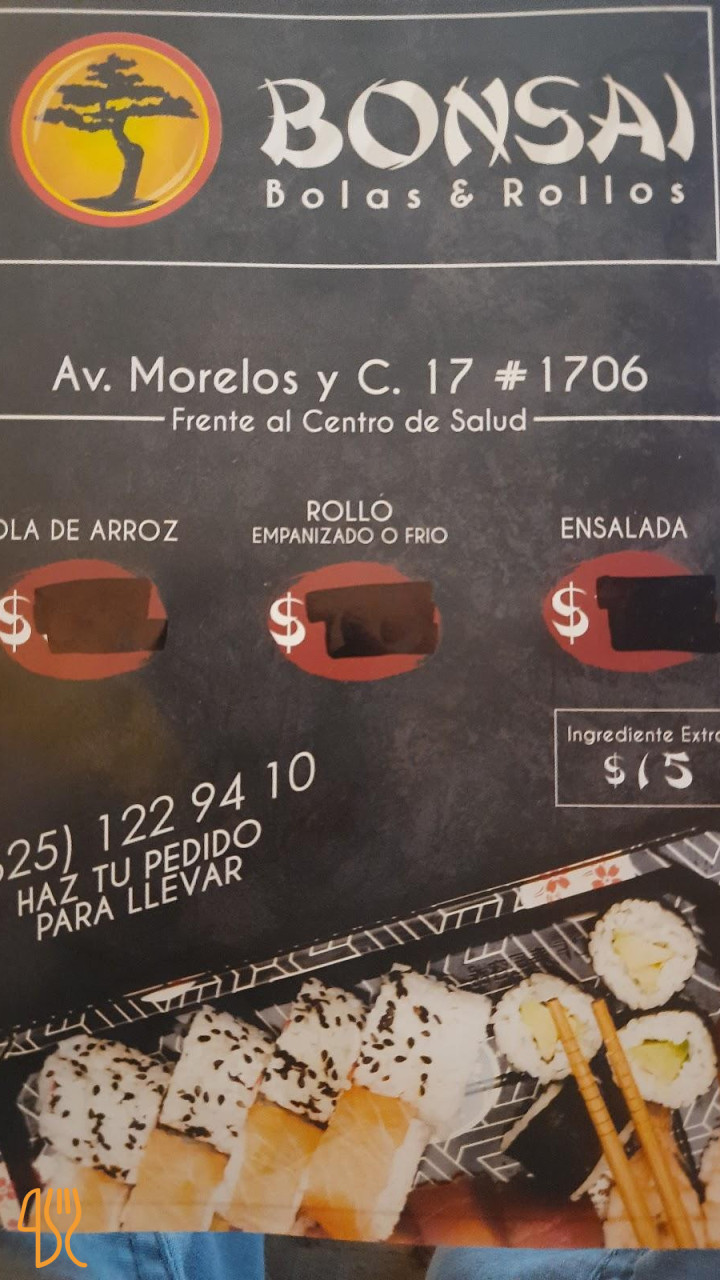 BONSAI
Bolas & Rollos
Av. Morelos y C. 17 # 1706
Frente al Centro de Salud
OLA DE ARROZ
$
ROLLO
EMPANIZADO O FRIO
$
ENSALADA
$
Ingrediente Extra
$15
25) 122 94 10
HAZ TU PEDIDO
PARA LLEVAR